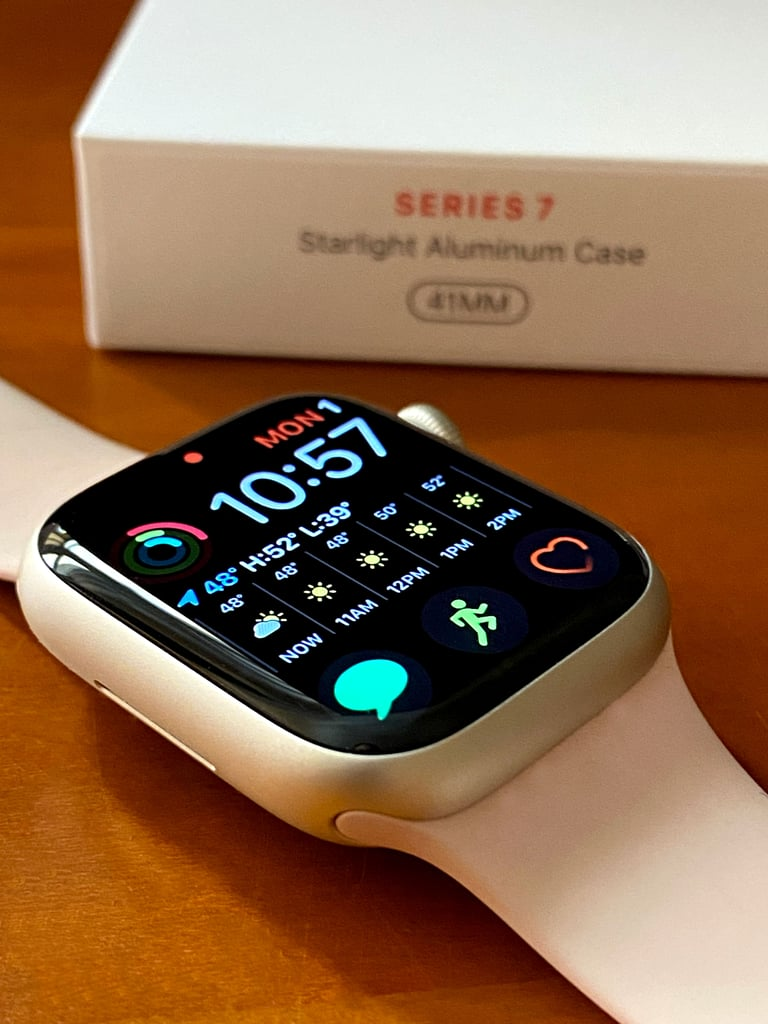 SERIES 7
Starlight Aluminum Case
41MM
MON 1
10:57
48° H:52° L:39°
48° 48° 48° 50° 52°
NOW 11AM 12PM 1PM 2PM